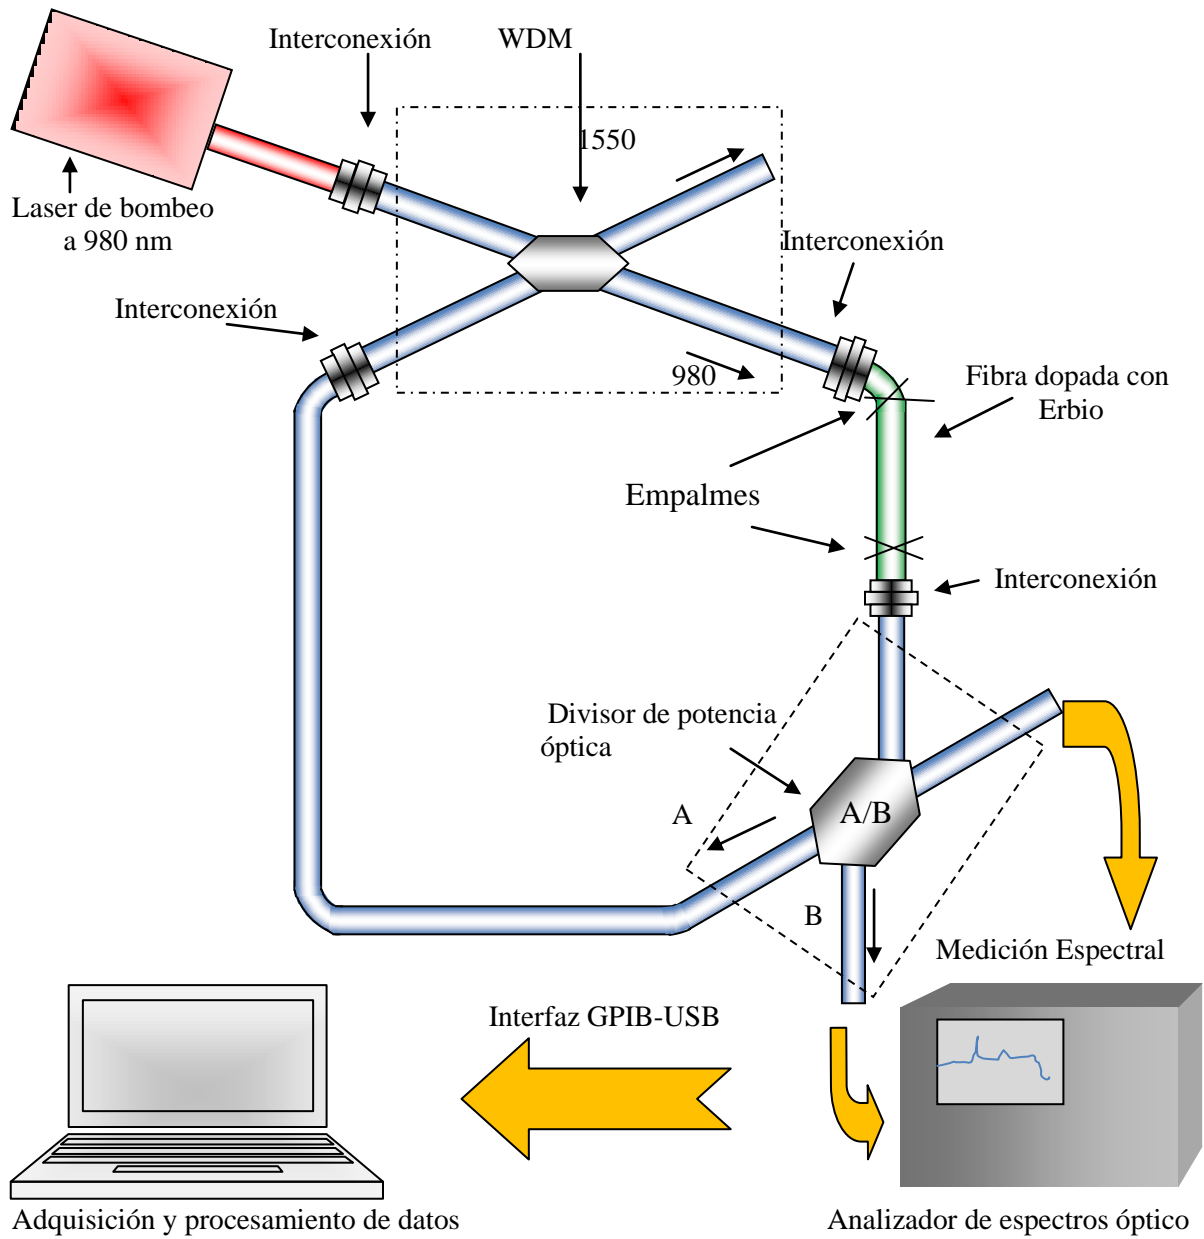 Interconexión
WDM
1550
Laser de bombeo
a 980 nm
Interconexión
Interconexión
980
Fibra dopada con
Erbio
Empalmes
Interconexión
Divisor de potencia
óptica
A/B
A
B
Medición Espectral
Interfaz GPIB-USB
Adquisición y procesamiento de datos
Analizador de espectros óptico